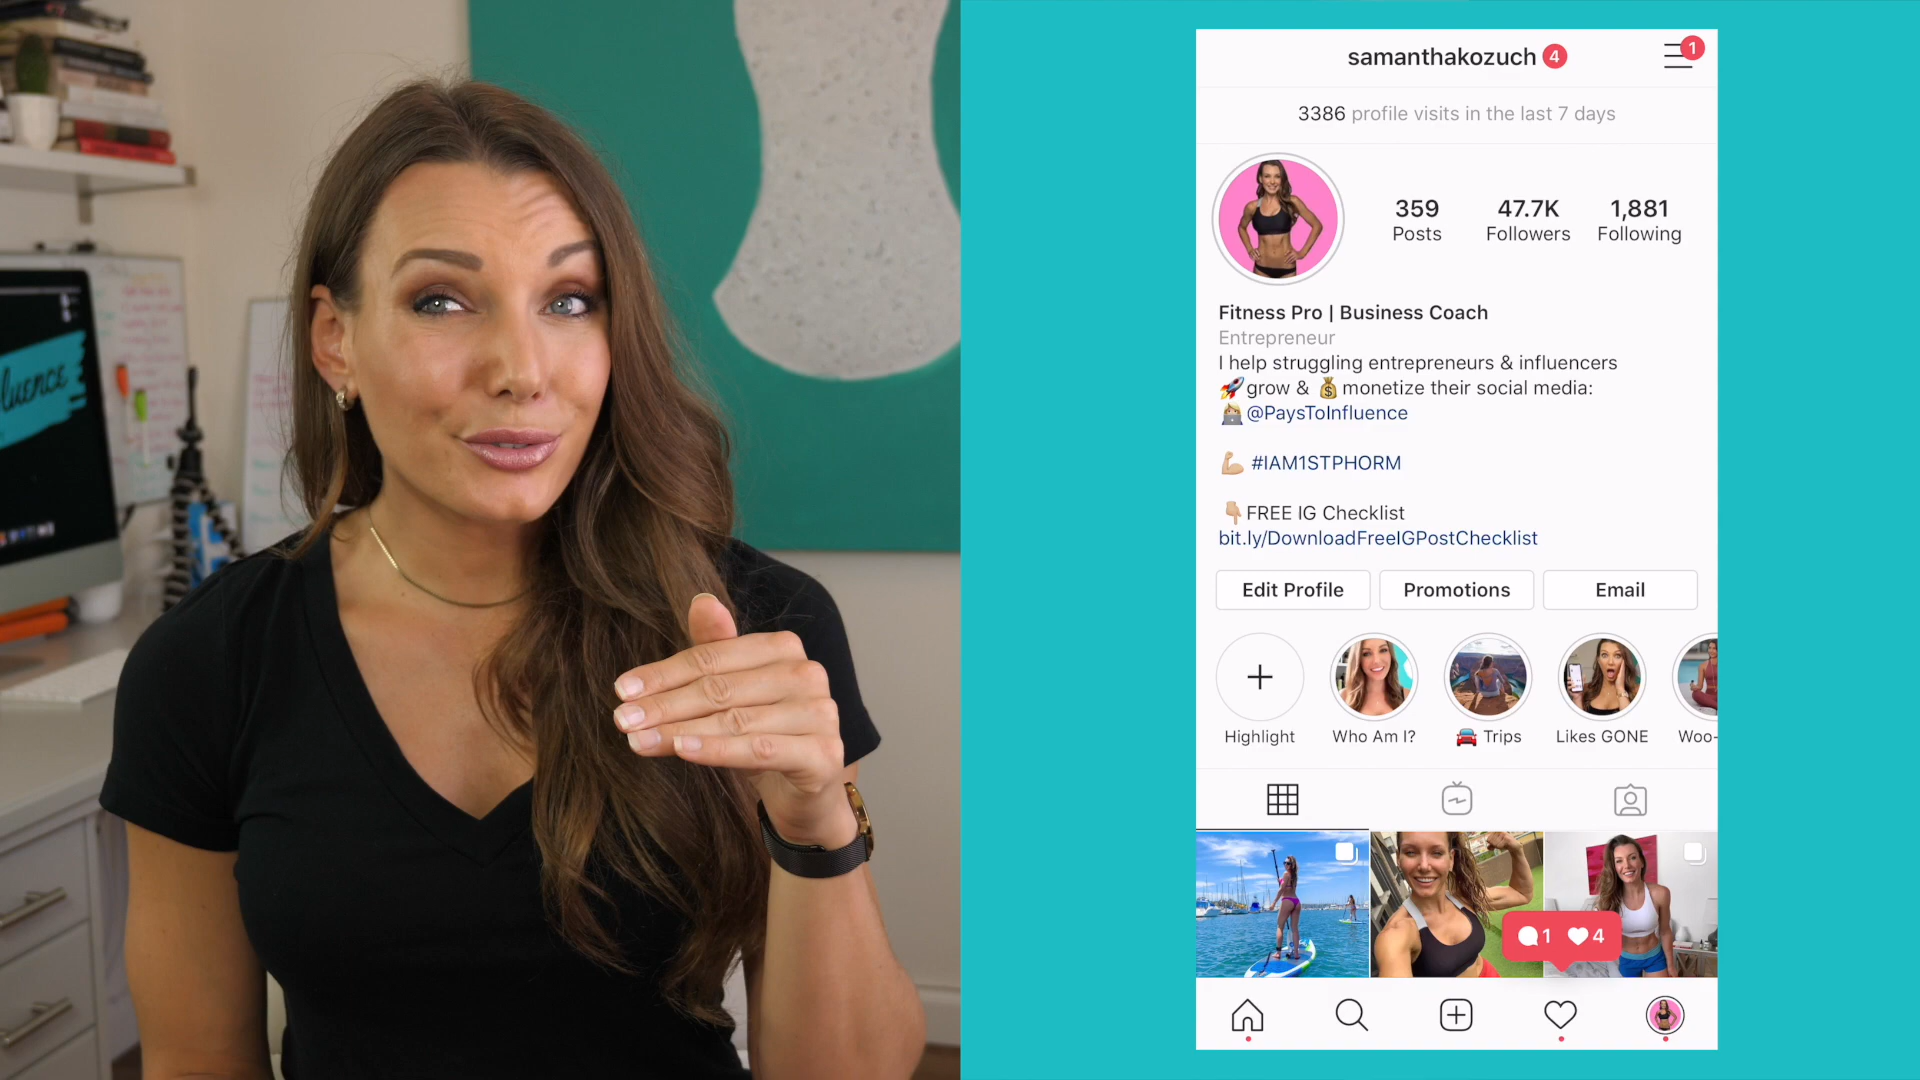 luence
samanthakozuch 4
1
3386 profile visits in the last 7 days
359 47.7K 1,881
Posts Followers Following
Fitness Pro | Business Coach
Entrepreneur
I help struggling entrepreneurs & influencers
🚀grow & 💰monetize their social media:
👩🏼‍💻@PaysToInfluence
💪🏼 #IAM1STPHORM
👇🏼FREE IG Checklist
bit.ly/DownloadFreeIGPostChecklist
Edit Profile Promotions Email
Highlight Who Am I? 🚘 Trips Likes GONE Woo-
1 4